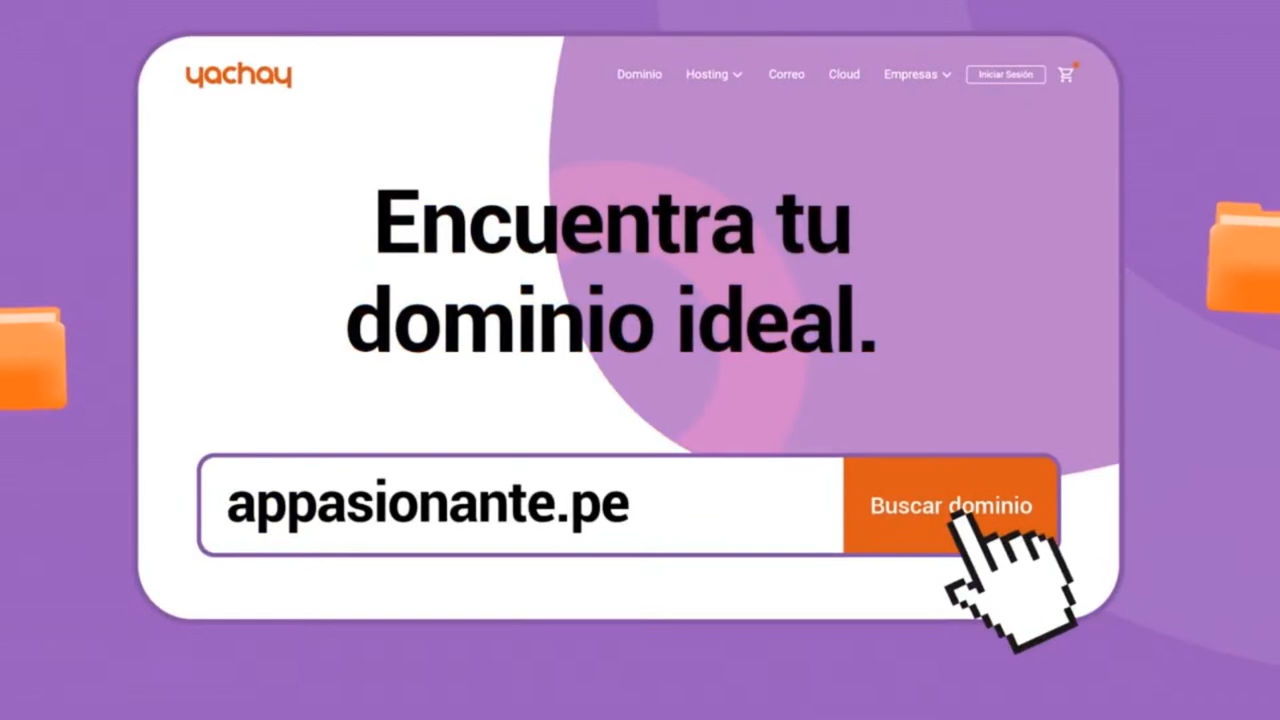 yachay
Dominio Hosting Correo Cloud Empresas Iniciar Sesión
Encuentra tu
dominio ideal.
appasionante.pe
Buscar dominio